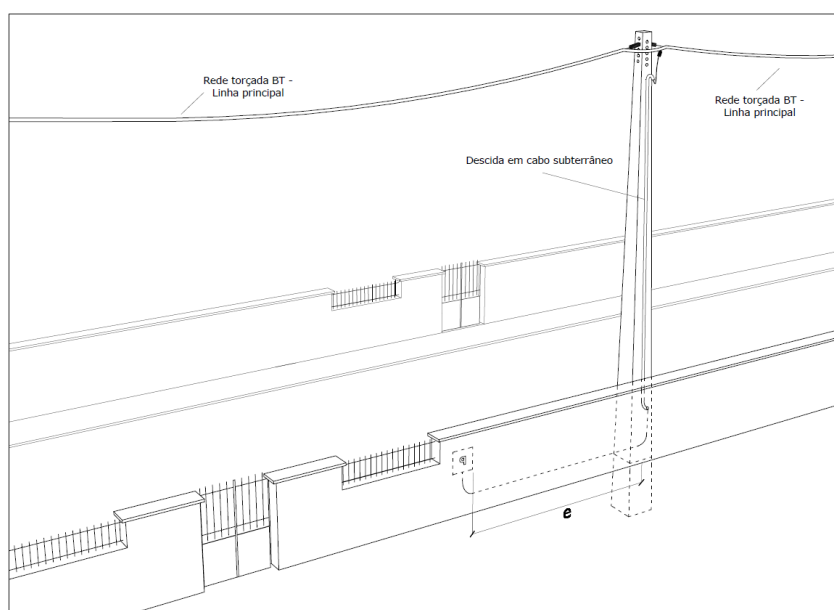 Rede torçada BT -
Linha principal
Rede torçada BT -
Linha principal
Descida em cabo subterrâneo
e